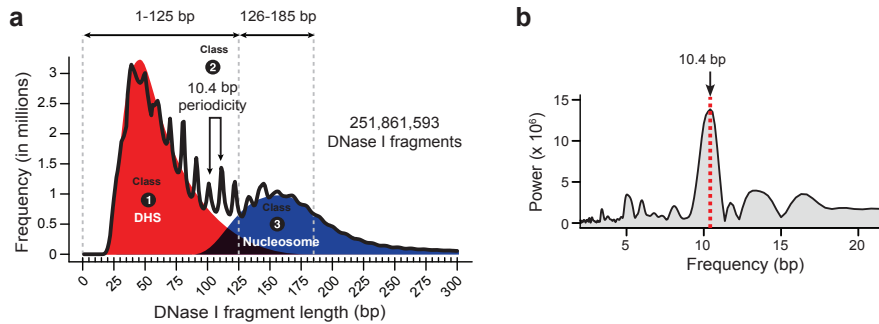 a
1-125 bp
126-185 bp
Class
2
10.4 bp
periodicity
251,861,593
DNase I fragments
Frequency (in millions)
3
2.5
2
1.5
1
0.5
0
Class
1
DHS
Class
3
Nucleosome
0
25
50
75
100
125
150
175
200
225
250
275
300
DNase I fragment length (bp)
b
10.4 bp
Power (x 10⁶)
15
10
5
0
5
10
15
20
Frequency (bp)